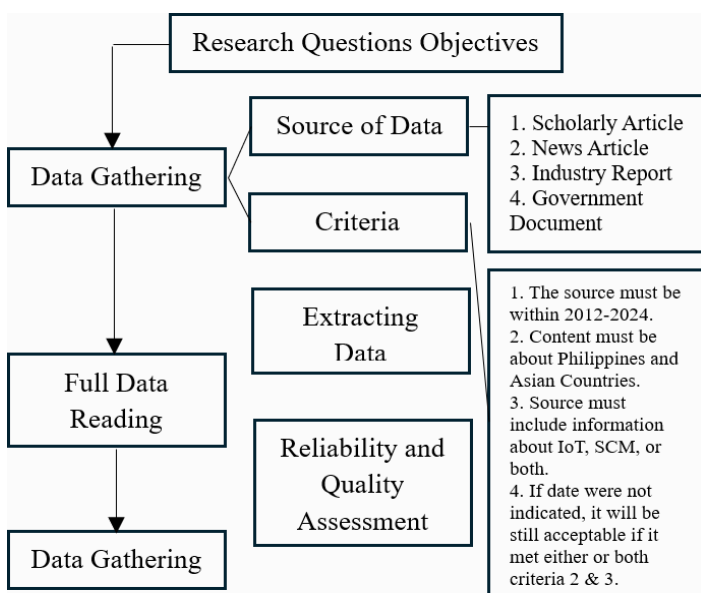 Research Questions Objectives
Source of Data
1. Scholarly Article
2. News Article
3. Industry Report
4. Government
Document
Data Gathering
Criteria
1. The source must be
within 2012-2024.
2. Content must be
about Philippines and
Asian Countries.
3. Source must
include information
about IoT, SCM, or
both.
4. If date were not
indicated, it will be
still acceptable if it
met either or both
criteria 2 & 3.
Extracting
Data
Full Data
Reading
Reliability and
Quality
Assessment
Data Gathering